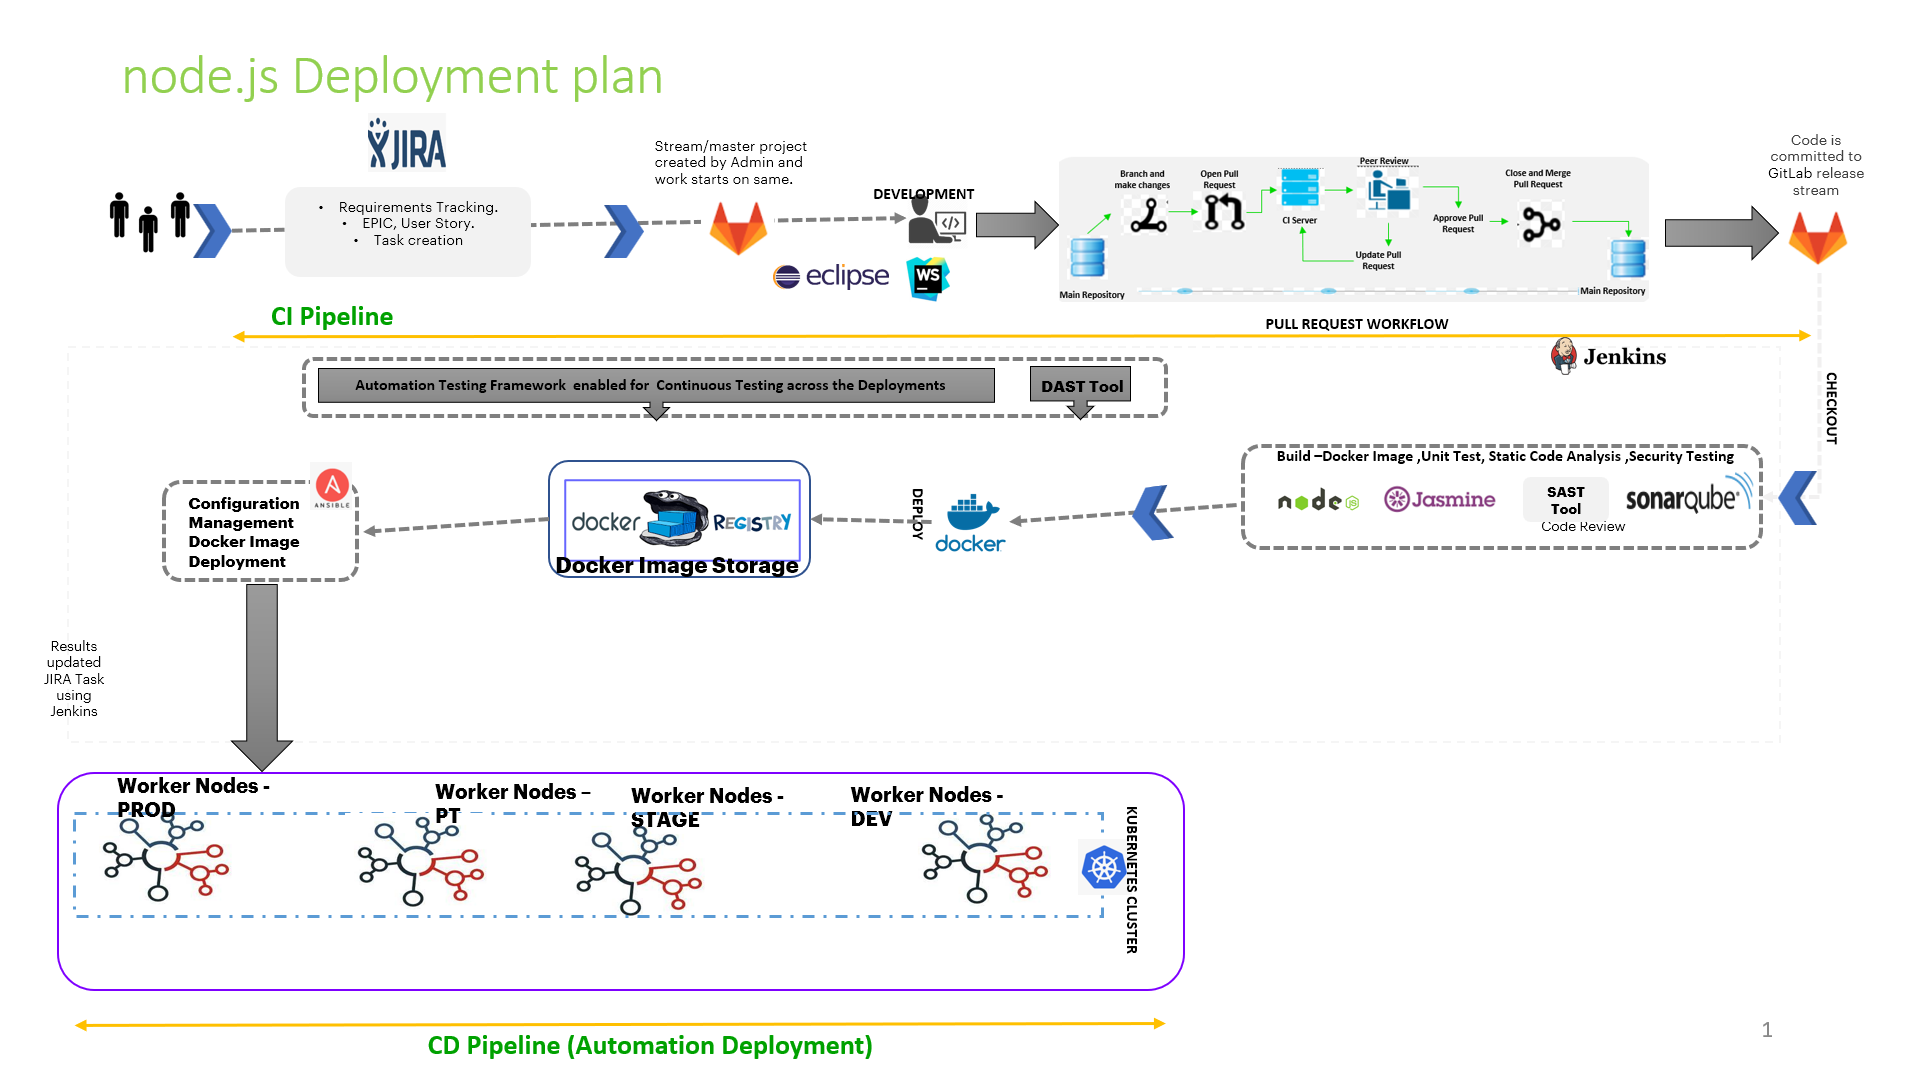 node.js Deployment plan
JIRA
• Requirements Tracking.
• EPIC, User Story.
• Task creation
Stream/master project
created by Admin and
work starts on same.
DEVELOPMENT
</>
eclipse
WS
Branch and
make changes
Open Pull
Request
CI Server
Peer Review
Approve Pull
Request
Update Pull
Request
Close and Merge
Pull Request
Main Repository
Main Repository
Code is
committed to
GitLab release
stream
CI Pipeline
PULL REQUEST WORKFLOW
Jenkins
CHECKOUT
Automation Testing Framework enabled for Continuous Testing across the Deployments
DAST Tool
Build –Docker Image ,Unit Test, Static Code Analysis ,Security Testing
node JS
Jasmine
SAST
Tool
Code Review
sonarqube
DEPLOY
docker
docker REGISTRY
Docker Image Storage
A
ANSIBLE
Configuration
Management
Docker Image
Deployment
Results
updated
JIRA Task
using
Jenkins
Worker Nodes -
PROD
Worker Nodes –
PT
Worker Nodes -
STAGE
Worker Nodes -
DEV
KUBERNETES CLUSTER
CD Pipeline (Automation Deployment)
1